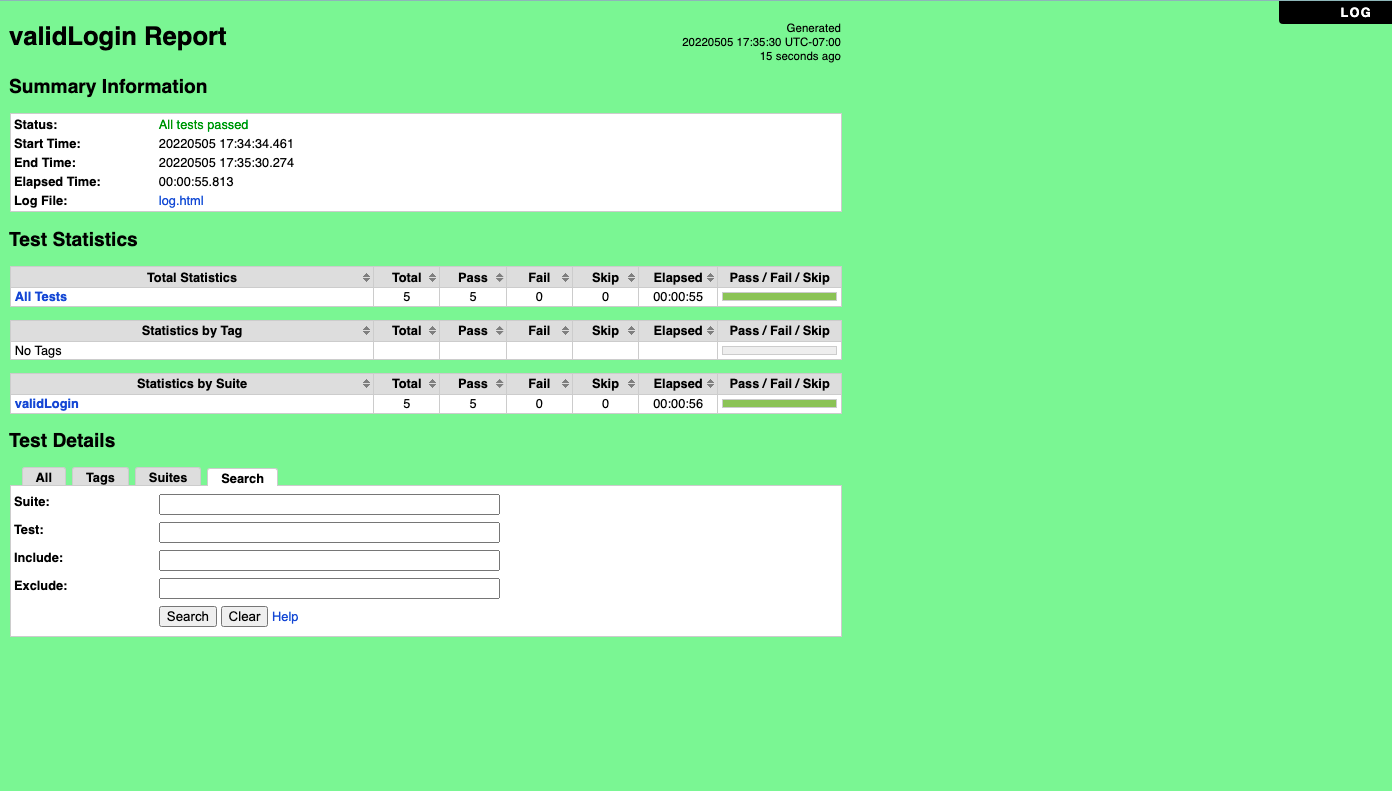 LOG
validLogin Report
Generated
20220505 17:35:30 UTC-07:00
15 seconds ago
Summary Information
Status: All tests passed
Start Time: 20220505 17:34:34.461
End Time: 20220505 17:35:30.274
Elapsed Time: 00:00:55.813
Log File: log.html
Test Statistics
Total Statistics Total Pass Fail Skip Elapsed Pass / Fail / Skip
All Tests 5 5 0 0 00:00:55
Statistics by Tag Total Pass Fail Skip Elapsed Pass / Fail / Skip
No Tags
Statistics by Suite Total Pass Fail Skip Elapsed Pass / Fail / Skip
validLogin 5 5 0 0 00:00:56
Test Details
All Tags Suites Search
Suite:
Test:
Include:
Exclude:
Search Clear Help